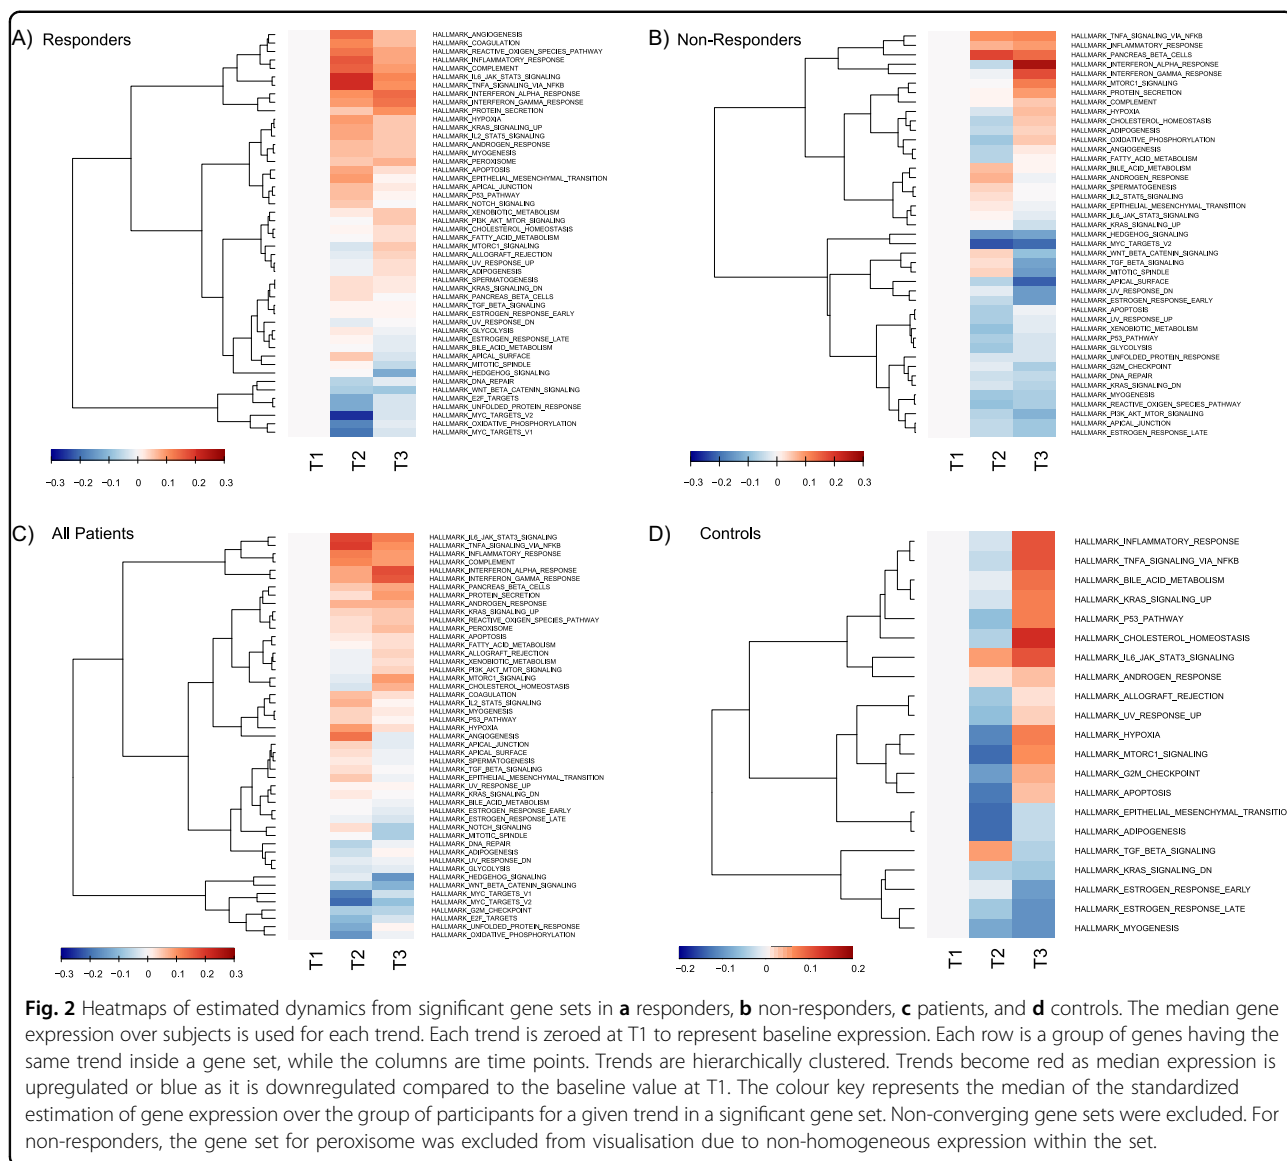 A) Responders
HALLMARK_ANGIOGENESIS
HALLMARK_COAGULATION
HALLMARK_REACTIVE_OXIGEN_SPECIES_PATHWAY
HALLMARK_INFLAMMATORY_RESPONSE
HALLMARK_COMPLEMENT
HALLMARK_IL6_JAK_STAT3_SIGNALING
HALLMARK_TNFA_SIGNALING_VIA_NFKB
HALLMARK_INTERFERON_ALPHA_RESPONSE
HALLMARK_INTERFERON_GAMMA_RESPONSE
HALLMARK_PROTEIN_SECRETION
HALLMARK_HYPOXIA
HALLMARK_KRAS_SIGNALING_UP
HALLMARK_IL2_STAT5_SIGNALING
HALLMARK_ANDROGEN_RESPONSE
HALLMARK_MYOGENESIS
HALLMARK_PEROXISOME
HALLMARK_APOPTOSIS
HALLMARK_EPITHELIAL_MESENCHYMAL_TRANSITION
HALLMARK_APICAL_JUNCTION
HALLMARK_P53_PATHWAY
HALLMARK_NOTCH_SIGNALING
HALLMARK_XENOBIOTIC_METABOLISM
HALLMARK_PI3K_AKT_MTOR_SIGNALING
HALLMARK_CHOLESTEROL_HOMEOSTASIS
HALLMARK_FATTY_ACID_METABOLISM
HALLMARK_MTORC1_SIGNALING
HALLMARK_ALLOGRAFT_REJECTION
HALLMARK_UV_RESPONSE_UP
HALLMARK_ADIPOGENESIS
HALLMARK_SPERMATOGENESIS
HALLMARK_KRAS_SIGNALING_DN
HALLMARK_PANCREAS_BETA_CELLS
HALLMARK_TGF_BETA_SIGNALING
HALLMARK_ESTROGEN_RESPONSE_EARLY
HALLMARK_UV_RESPONSE_DN
HALLMARK_GLYCOLYSIS
HALLMARK_ESTROGEN_RESPONSE_LATE
HALLMARK_BILE_ACID_METABOLISM
HALLMARK_APICAL_SURFACE
HALLMARK_MITOTIC_SPINDLE
HALLMARK_HEDGEHOG_SIGNALING
HALLMARK_DNA_REPAIR
HALLMARK_WNT_BETA_CATENIN_SIGNALING
HALLMARK_E2F_TARGETS
HALLMARK_UNFOLDED_PROTEIN_RESPONSE
HALLMARK_MYC_TARGETS_V2
HALLMARK_OXIDATIVE_PHOSPHORYLATION
HALLMARK_MYC_TARGETS_V1
−0.3 −0.2 −0.1 0 0.1 0.2 0.3
T1 T2 T3
B) Non-Responders
HALLMARK_TNFA_SIGNALING_VIA_NFKB
HALLMARK_INFLAMMATORY_RESPONSE
HALLMARK_PANCREAS_BETA_CELLS
HALLMARK_INTERFERON_ALPHA_RESPONSE
HALLMARK_INTERFERON_GAMMA_RESPONSE
HALLMARK_MTORC1_SIGNALING
HALLMARK_PROTEIN_SECRETION
HALLMARK_COMPLEMENT
HALLMARK_HYPOXIA
HALLMARK_CHOLESTEROL_HOMEOSTASIS
HALLMARK_ADIPOGENESIS
HALLMARK_OXIDATIVE_PHOSPHORYLATION
HALLMARK_ANGIOGENESIS
HALLMARK_FATTY_ACID_METABOLISM
HALLMARK_BILE_ACID_METABOLISM
HALLMARK_ANDROGEN_RESPONSE
HALLMARK_SPERMATOGENESIS
HALLMARK_IL2_STAT5_SIGNALING
HALLMARK_EPITHELIAL_MESENCHYMAL_TRANSITION
HALLMARK_IL6_JAK_STAT3_SIGNALING
HALLMARK_KRAS_SIGNALING_UP
HALLMARK_HEDGEHOG_SIGNALING
HALLMARK_MYC_TARGETS_V2
HALLMARK_WNT_BETA_CATENIN_SIGNALING
HALLMARK_TGF_BETA_SIGNALING
HALLMARK_MITOTIC_SPINDLE
HALLMARK_APICAL_SURFACE
HALLMARK_UV_RESPONSE_DN
HALLMARK_ESTROGEN_RESPONSE_EARLY
HALLMARK_APOPTOSIS
HALLMARK_UV_RESPONSE_UP
HALLMARK_XENOBIOTIC_METABOLISM
HALLMARK_P53_PATHWAY
HALLMARK_GLYCOLYSIS
HALLMARK_UNFOLDED_PROTEIN_RESPONSE
HALLMARK_G2M_CHECKPOINT
HALLMARK_DNA_REPAIR
HALLMARK_KRAS_SIGNALING_DN
HALLMARK_MYOGENESIS
HALLMARK_REACTIVE_OXIGEN_SPECIES_PATHWAY
HALLMARK_PI3K_AKT_MTOR_SIGNALING
HALLMARK_APICAL_JUNCTION
HALLMARK_ESTROGEN_RESPONSE_LATE
−0.3 −0.2 −0.1 0 0.1 0.2 0.3
T1 T2 T3
C) All Patients
HALLMARK_IL6_JAK_STAT3_SIGNALING
HALLMARK_TNFA_SIGNALING_VIA_NFKB
HALLMARK_INFLAMMATORY_RESPONSE
HALLMARK_COMPLEMENT
HALLMARK_INTERFERON_ALPHA_RESPONSE
HALLMARK_INTERFERON_GAMMA_RESPONSE
HALLMARK_PANCREAS_BETA_CELLS
HALLMARK_PROTEIN_SECRETION
HALLMARK_ANDROGEN_RESPONSE
HALLMARK_KRAS_SIGNALING_UP
HALLMARK_REACTIVE_OXIGEN_SPECIES_PATHWAY
HALLMARK_PEROXISOME
HALLMARK_APOPTOSIS
HALLMARK_FATTY_ACID_METABOLISM
HALLMARK_ALLOGRAFT_REJECTION
HALLMARK_XENOBIOTIC_METABOLISM
HALLMARK_PI3K_AKT_MTOR_SIGNALING
HALLMARK_MTORC1_SIGNALING
HALLMARK_CHOLESTEROL_HOMEOSTASIS
HALLMARK_COAGULATION
HALLMARK_IL2_STAT5_SIGNALING
HALLMARK_MYOGENESIS
HALLMARK_P53_PATHWAY
HALLMARK_HYPOXIA
HALLMARK_ANGIOGENESIS
HALLMARK_APICAL_JUNCTION
HALLMARK_APICAL_SURFACE
HALLMARK_SPERMATOGENESIS
HALLMARK_TGF_BETA_SIGNALING
HALLMARK_EPITHELIAL_MESENCHYMAL_TRANSITION
HALLMARK_UV_RESPONSE_UP
HALLMARK_KRAS_SIGNALING_DN
HALLMARK_BILE_ACID_METABOLISM
HALLMARK_ESTROGEN_RESPONSE_EARLY
HALLMARK_ESTROGEN_RESPONSE_LATE
HALLMARK_NOTCH_SIGNALING
HALLMARK_MITOTIC_SPINDLE
HALLMARK_DNA_REPAIR
HALLMARK_ADIPOGENESIS
HALLMARK_UV_RESPONSE_DN
HALLMARK_GLYCOLYSIS
HALLMARK_HEDGEHOG_SIGNALING
HALLMARK_WNT_BETA_CATENIN_SIGNALING
HALLMARK_MYC_TARGETS_V1
HALLMARK_MYC_TARGETS_V2
HALLMARK_G2M_CHECKPOINT
HALLMARK_E2F_TARGETS
HALLMARK_UNFOLDED_PROTEIN_RESPONSE
HALLMARK_OXIDATIVE_PHOSPHORYLATION
−0.3 −0.2 −0.1 0 0.1 0.2 0.3
T1 T2 T3
D) Controls
HALLMARK_INFLAMMATORY_RESPONSE
HALLMARK_TNFA_SIGNALING_VIA_NFKB
HALLMARK_BILE_ACID_METABOLISM
HALLMARK_KRAS_SIGNALING_UP
HALLMARK_P53_PATHWAY
HALLMARK_CHOLESTEROL_HOMEOSTASIS
HALLMARK_IL6_JAK_STAT3_SIGNALING
HALLMARK_ANDROGEN_RESPONSE
HALLMARK_ALLOGRAFT_REJECTION
HALLMARK_UV_RESPONSE_UP
HALLMARK_HYPOXIA
HALLMARK_MTORC1_SIGNALING
HALLMARK_G2M_CHECKPOINT
HALLMARK_APOPTOSIS
HALLMARK_EPITHELIAL_MESENCHYMAL_TRANSITIO
HALLMARK_ADIPOGENESIS
HALLMARK_TGF_BETA_SIGNALING
HALLMARK_KRAS_SIGNALING_DN
HALLMARK_ESTROGEN_RESPONSE_EARLY
HALLMARK_ESTROGEN_RESPONSE_LATE
HALLMARK_MYOGENESIS
−0.2 −0.1 0 0.1 0.2
T1 T2 T3
Fig. 2 Heatmaps of estimated dynamics from significant gene sets in a responders, b non-responders, c patients, and d controls. The median gene
expression over subjects is used for each trend. Each trend is zeroed at T1 to represent baseline expression. Each row is a group of genes having the
same trend inside a gene set, while the columns are time points. Trends are hierarchically clustered. Trends become red as median expression is
upregulated or blue as it is downregulated compared to the baseline value at T1. The colour key represents the median of the standardized
estimation of gene expression over the group of participants for a given trend in a significant gene set. Non-converging gene sets were excluded. For
non-responders, the gene set for peroxisome was excluded from visualisation due to non-homogeneous expression within the set.